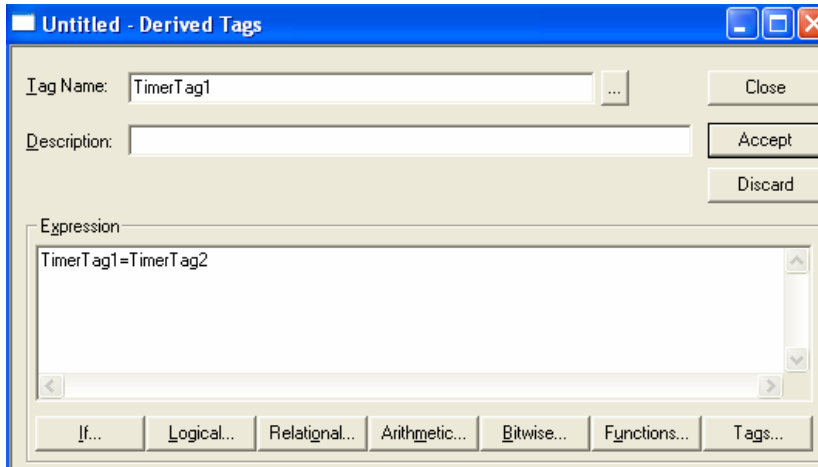 Untitled - Derived Tags
Tag Name: TimerTag1 ... Close
Description: Accept
Discard
Expression
TimerTag1=TimerTag2
If... Logical... Relational... Arithmetic... Bitwise... Functions... Tags...